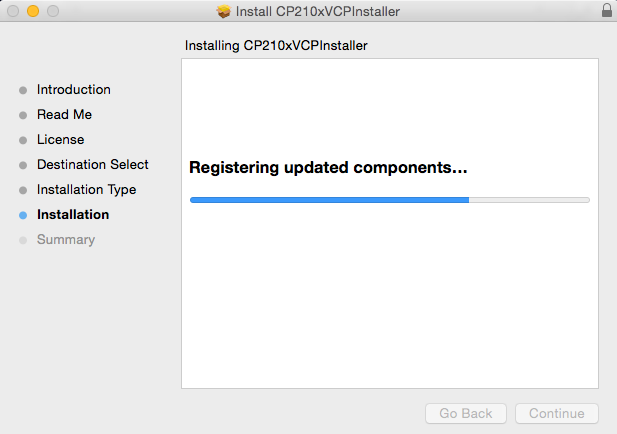 Install CP210xVCPInstaller
Installing CP210xVCPInstaller
Introduction
Read Me
License
Destination Select
Installation Type
Installation
Summary
Registering updated components...
Go Back
Continue